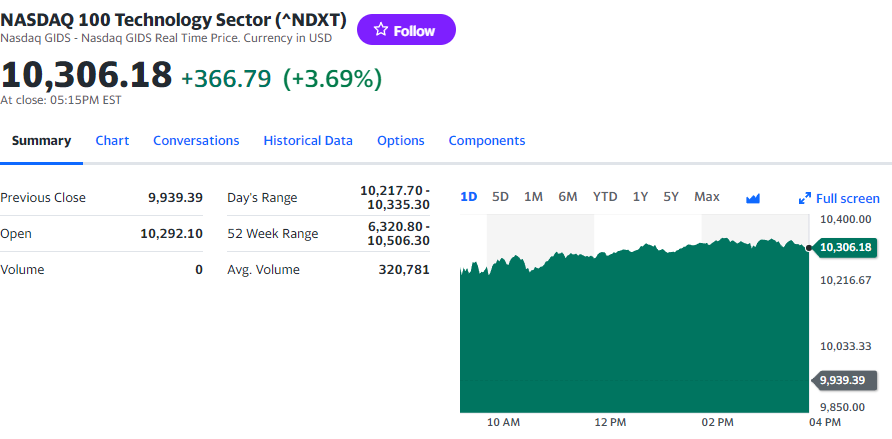 NASDAQ 100 Technology Sector (^NDXT)
Follow
Nasdaq GIDS - Nasdaq GIDS Real Time Price. Currency in USD
10,306.18 +366.79 (+3.69%)
At close: 05:15PM EST
Summary Chart Conversations Historical Data Options Components
Previous Close 9,939.39
Open 10,292.10
Volume 0
Day's Range 10,217.70 -
10,335.30
52 Week Range 6,320.80 -
10,506.30
Avg. Volume 320,781
1D 5D 1M 6M YTD 1Y 5Y Max Full screen
10,400.00
10,306.18
10,216.67
10,033.33
9,939.39
9,850.00
10 AM 12 PM 02 PM 04 PM